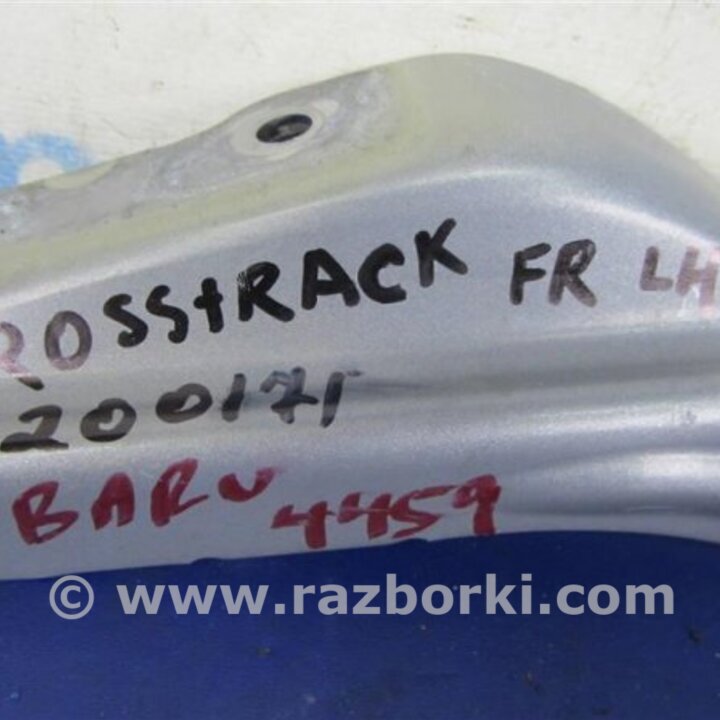 ROSStRACK FR LH
200171
BARU 4459
© www.razborki.com